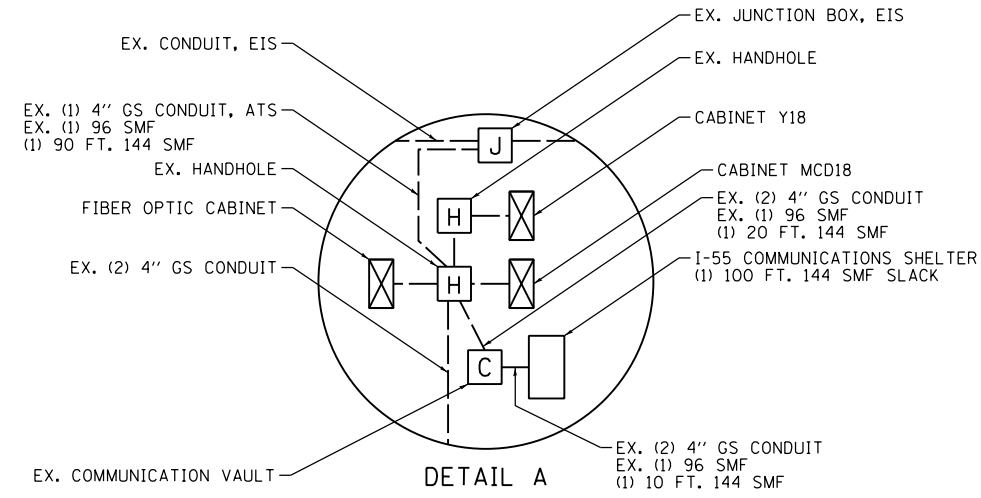 EX. JUNCTION BOX, EIS
EX. CONDUIT, EIS
EX. HANDHOLE
EX. (1) 4'' GS CONDUIT, ATS
EX. (1) 96 SMF
(1) 90 FT. 144 SMF
CABINET Y18
J
EX. HANDHOLE
CABINET MCD18
EX. (2) 4'' GS CONDUIT
EX. (1) 96 SMF
(1) 20 FT. 144 SMF
FIBER OPTIC CABINET
H
I-55 COMMUNICATIONS SHELTER
(1) 100 FT. 144 SMF SLACK
EX. (2) 4'' GS CONDUIT
H
C
EX. (2) 4'' GS CONDUIT
EX. (1) 96 SMF
(1) 10 FT. 144 SMF
EX. COMMUNICATION VAULT
DETAIL A